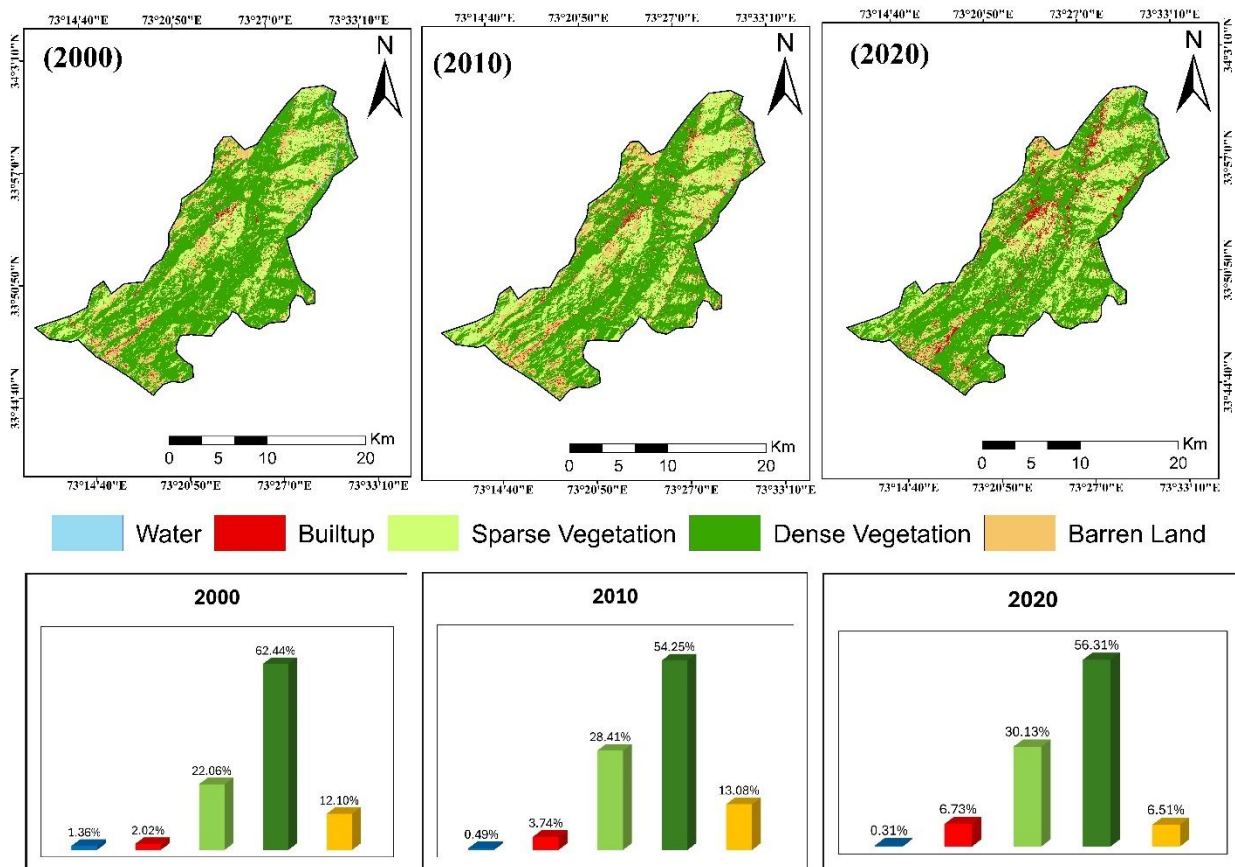 73°14'40"E 73°20'50"E 73°27'0"E 73°33'10"E
73°14'40"E 73°20'50"E 73°27'0"E 73°33'10"E
73°14'40"E 73°20'50"E 73°27'0"E 73°33'10"E
(2000)
(2010)
(2020)
N
N
N
34°3'10"N
33°57'0"N
33°50'50"N
33°44'40"N
34°3'10"N
33°57'0"N
33°50'50"N
33°44'40"N
Km
0 5 10 20
Km
0 5 10 20
Km
0 5 10 20
73°14'40"E 73°20'50"E 73°27'0"E 73°33'10"E
73°14'40"E 73°20'50"E 73°27'0"E 73°33'10"E
73°14'40"E 73°20'50"E 73°27'0"E 73°33'10"E
Water Builtup Sparse Vegetation Dense Vegetation Barren Land
2000
1.36% 2.02% 22.06% 62.44% 12.10%
2010
0.49% 3.74% 28.41% 54.25% 13.08%
2020
0.31% 6.73% 30.13% 56.31% 6.51%